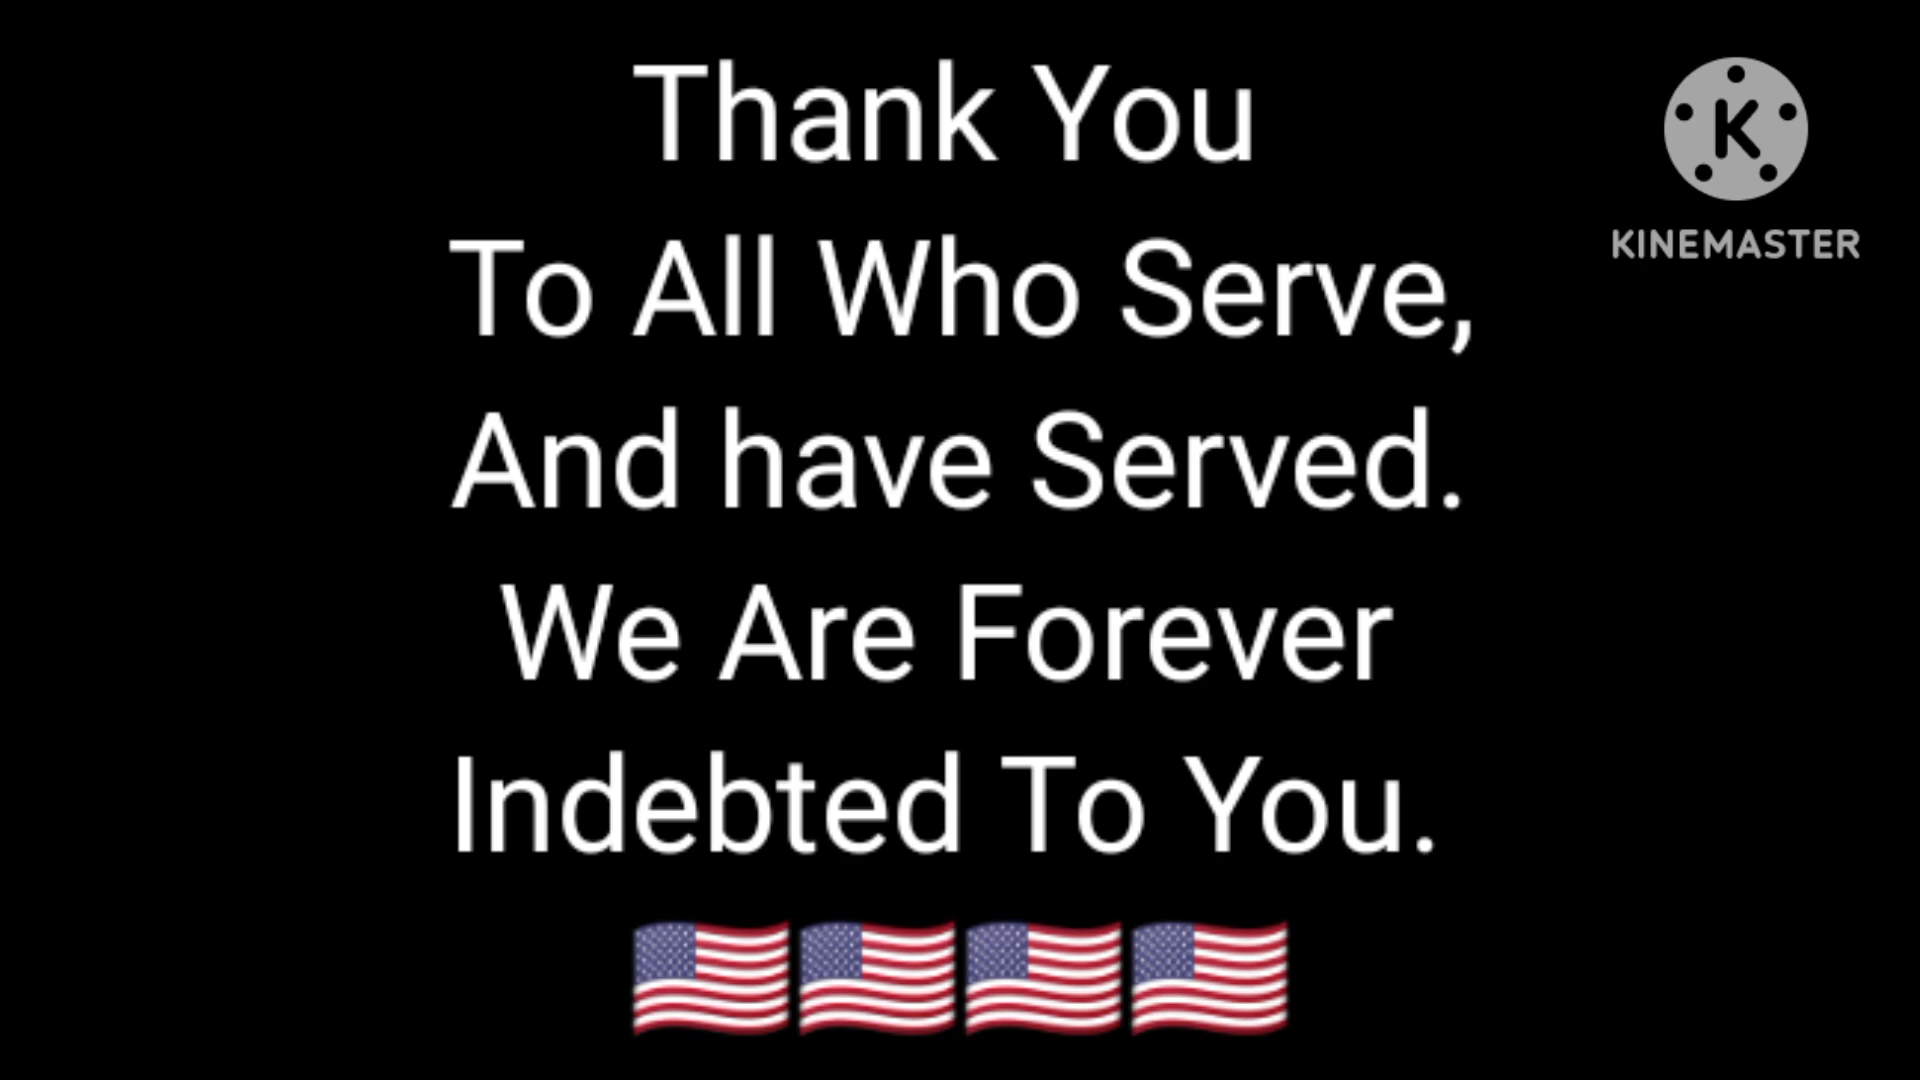 Thank You
To All Who Serve,
And have Served.
We Are Forever
Indebted To You.
🇺🇸🇺🇸🇺🇸🇺🇸
K
KINEMASTER